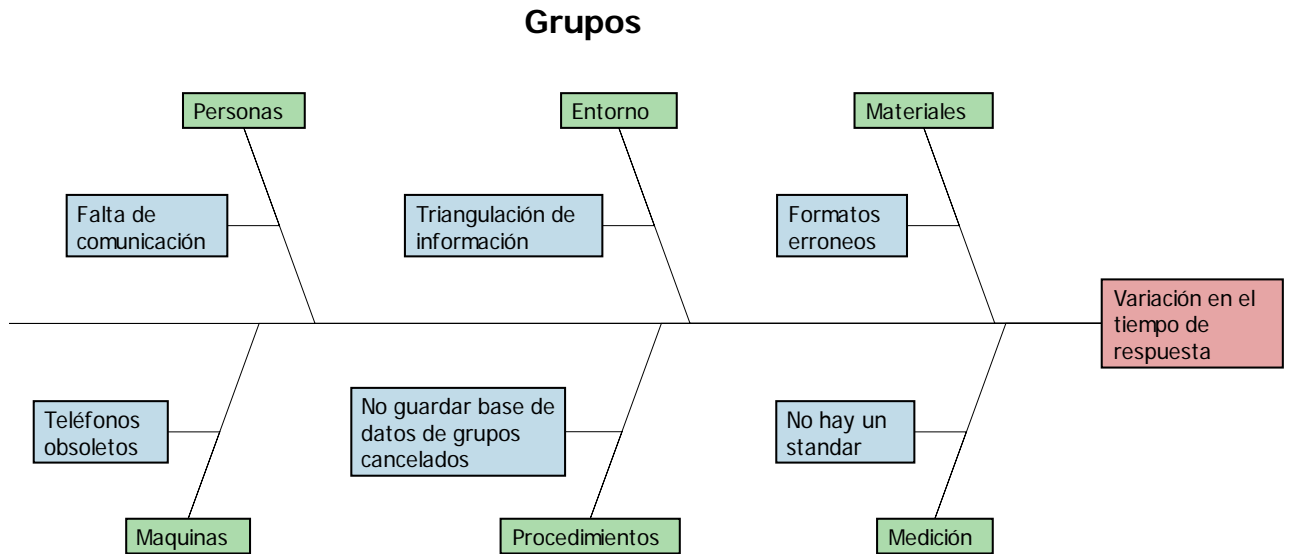 Grupos
Personas
Entorno
Materiales
Falta de
comunicación
Triangulación de
información
Formatos
erroneos
Variación en el
tiempo de
respuesta
Teléfonos
obsoletos
No guardar base de
datos de grupos
cancelados
No hay un
standar
Maquinas
Procedimientos
Medición